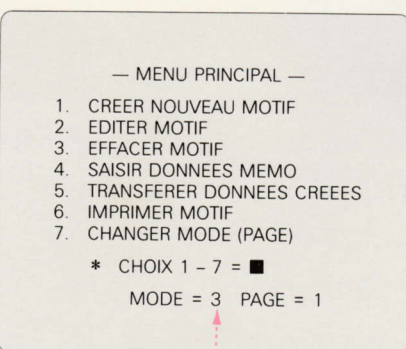 — MENU PRINCIPAL —
1. CREER NOUVEAU MOTIF
2. EDITER MOTIF
3. EFFACER MOTIF
4. SAISIR DONNEES MEMO
5. TRANSFERER DONNEES CREEES
6. IMPRIMER MOTIF
7. CHANGER MODE (PAGE)
* CHOIX 1 – 7 = ■
MODE = 3 PAGE = 1